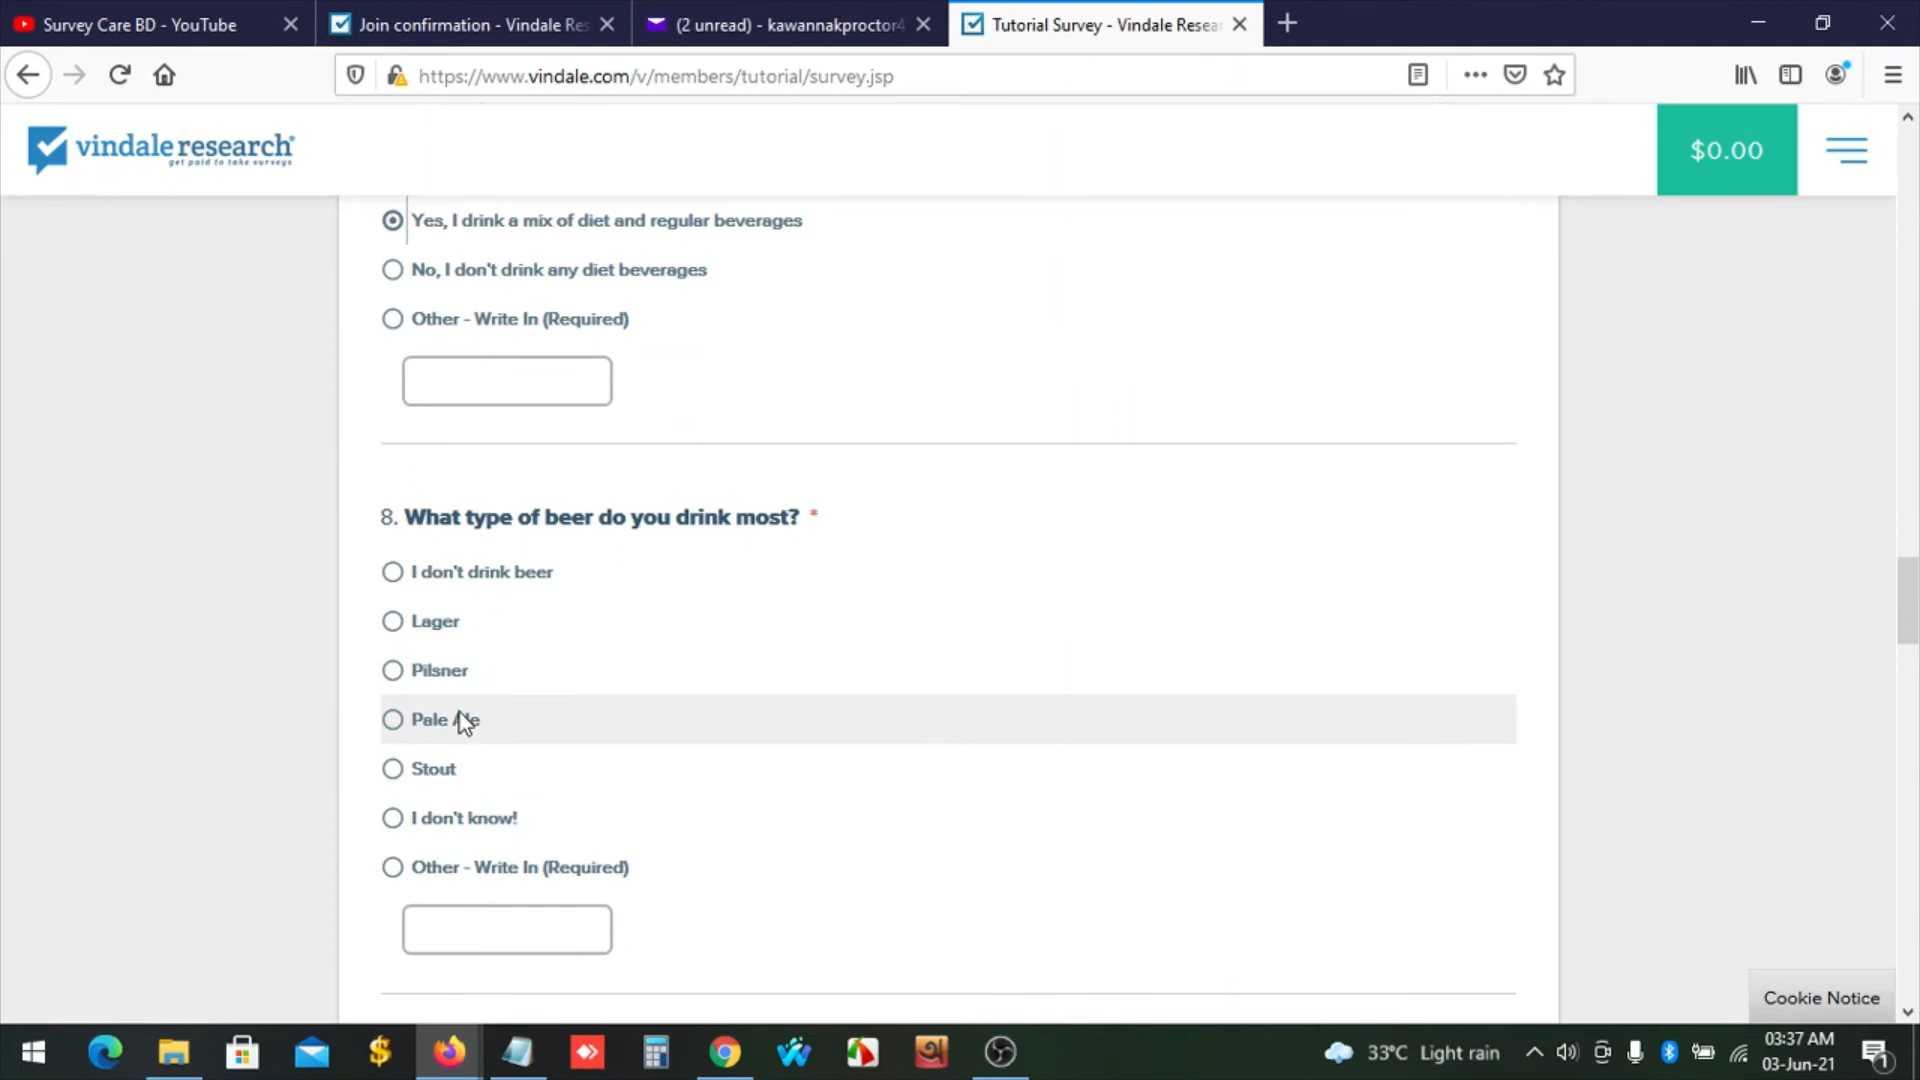 Survey Care BD - YouTube
Join confirmation - Vindale Res
(2 unread) - kawannakproctor4
Tutorial Survey - Vindale Resear
https://www.vindale.com/v/members/tutorial/survey.jsp
vindale research
get paid to take surveys
$0.00
Yes, I drink a mix of diet and regular beverages
No, I don't drink any diet beverages
Other - Write In (Required)
8. What type of beer do you drink most? *
I don't drink beer
Lager
Pilsner
Pale Ale
Stout
I don't know!
Other - Write In (Required)
Cookie Notice
33°C Light rain
03:37 AM
03-Jun-21
1